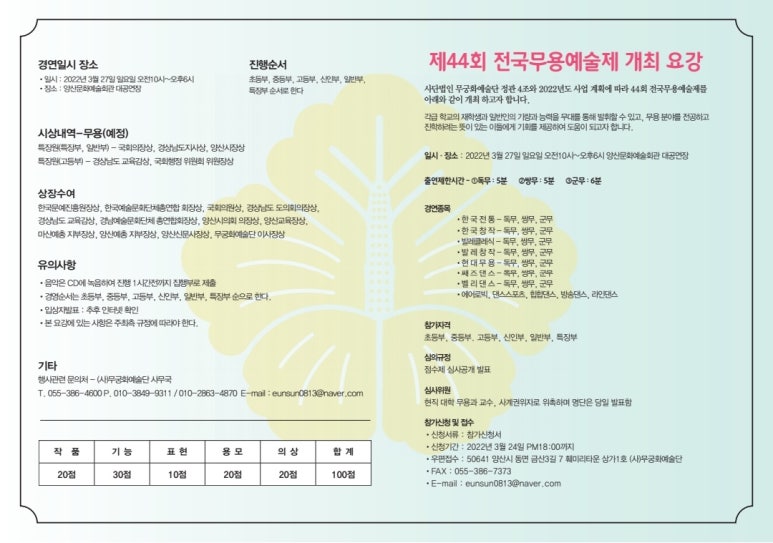 경연일시 장소
• 일시 : 2022년 3월 27일 일요일 오전10시~오후6시
• 장소 : 양산문화예술회관 대공연장
진행순서
초등부, 중등부, 고등부, 신인부, 일반부,
특장부 순서로 한다
시상내역-무용(예정)
특장원(특장부, 일반부) - 국회의장상, 경상남도지사상, 양산시장상
특장원(고등부) - 경상남도 교육감상, 국회행정 위원회 위원장상
상장수여
한국문예진흥원장상, 한국예술문화단체총연합 회장상, 국회의원상, 경상남도 도의회의장상,
경상남도 교육감상, 경남예술문화단체 총연합회장상, 양산시의회 의장상, 양산교육장상,
마산예총 지부장상, 양산예총 지부장상, 양산신문사장상, 무궁화예술단 이사장상
유의사항
• 음악은 CD에 녹음하여 진행 1시간전까지 집행부로 제출
• 경영순서는 초등부, 중등부, 고등부, 신인부, 일반부, 특장부 순으로 한다.
• 입상자발표 : 추후 인터넷 확인
• 본 요강에 있는 사항은 주최측 규정에 따라야 한다.
기타
행사관련 문의처 - (사)무궁화예술단 사무국
T. 055-386-4600 P. 010-3849-9311 / 010-2863-4870 E-mail : eunsun0813@naver.com
작 품 기 능 표 현 용 모 의 상 합 계
20점 30점 10점 20점 20점 100점
제44회 전국무용예술제 개최 요강
사단법인 무궁화예술단 정관 4조와 2022년도 사업 계획에 따라 44회 전국무용예술제를
아래와 같이 개최 하고자 합니다.
각급 학교의 재학생과 일반인의 기량과 능력을 무대를 통해 발휘할 수 있고, 무용 분야를 전공하고
진학하려는 뜻이 있는 이들에게 기회를 제공하여 도움이 되고자 합니다.
일시 · 장소 : 2022년 3월 27일 일요일 오전10시~오후6시 양산문화예술회관 대공연장
출연제한시간 - ①독무 : 5분 ②쌍무 : 5분 ③군무 : 6분
경연종목
• 한 국 전 통 - 독무, 쌍무, 군무
• 한 국 창 작 - 독무, 쌍무, 군무
• 발레클래식 - 독무, 쌍무, 군무
• 발 레 창 작 - 독무, 쌍무, 군무
• 현 대 무 용 - 독무, 쌍무, 군무
• 째 즈 댄 스 - 독무, 쌍무, 군무
• 벨 리 댄 스 - 독무, 쌍무, 군무
• 에어로빅, 댄스스포츠, 힙합댄스, 방송댄스, 라인댄스
참가자격
초등부, 중등부. 고등부, 신인부, 일반부, 특장부
심의규정
점수제 심사공개 발표
심사위원
현직 대학 무용과 교수, 사계권위자로 위촉하며 명단은 당일 발표함
참가신청 및 접수
• 신청서류 : 참가신청서
• 신청기간 : 2022년 3월 24일 PM18:00까지
• 우편접수 : 50641 양산시 동면 금산3길 7 훼미리타운 상가1호 (사)무궁화예술단
• FAX : 055-386-7373
• E-mail : eunsun0813@naver.com